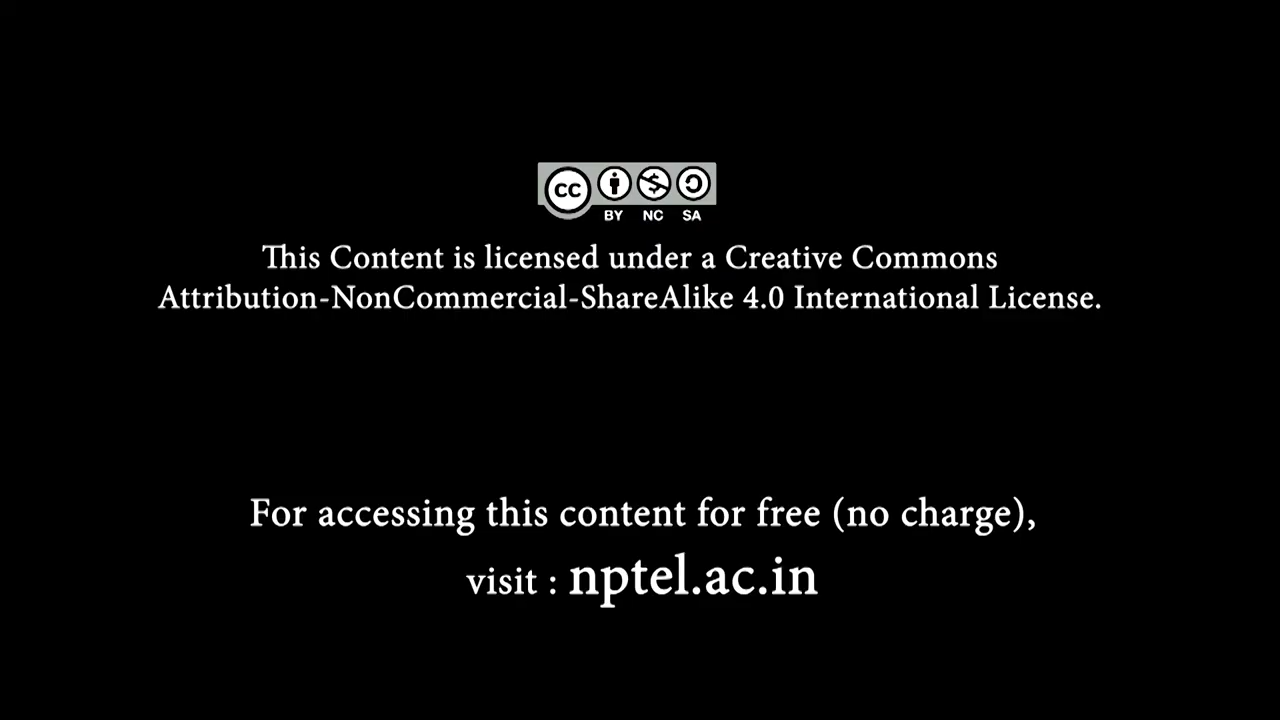 CC
BY NC SA
This Content is licensed under a Creative Commons
Attribution-NonCommercial-ShareAlike 4.0 International License.
For accessing this content for free (no charge),
visit : nptel.ac.in